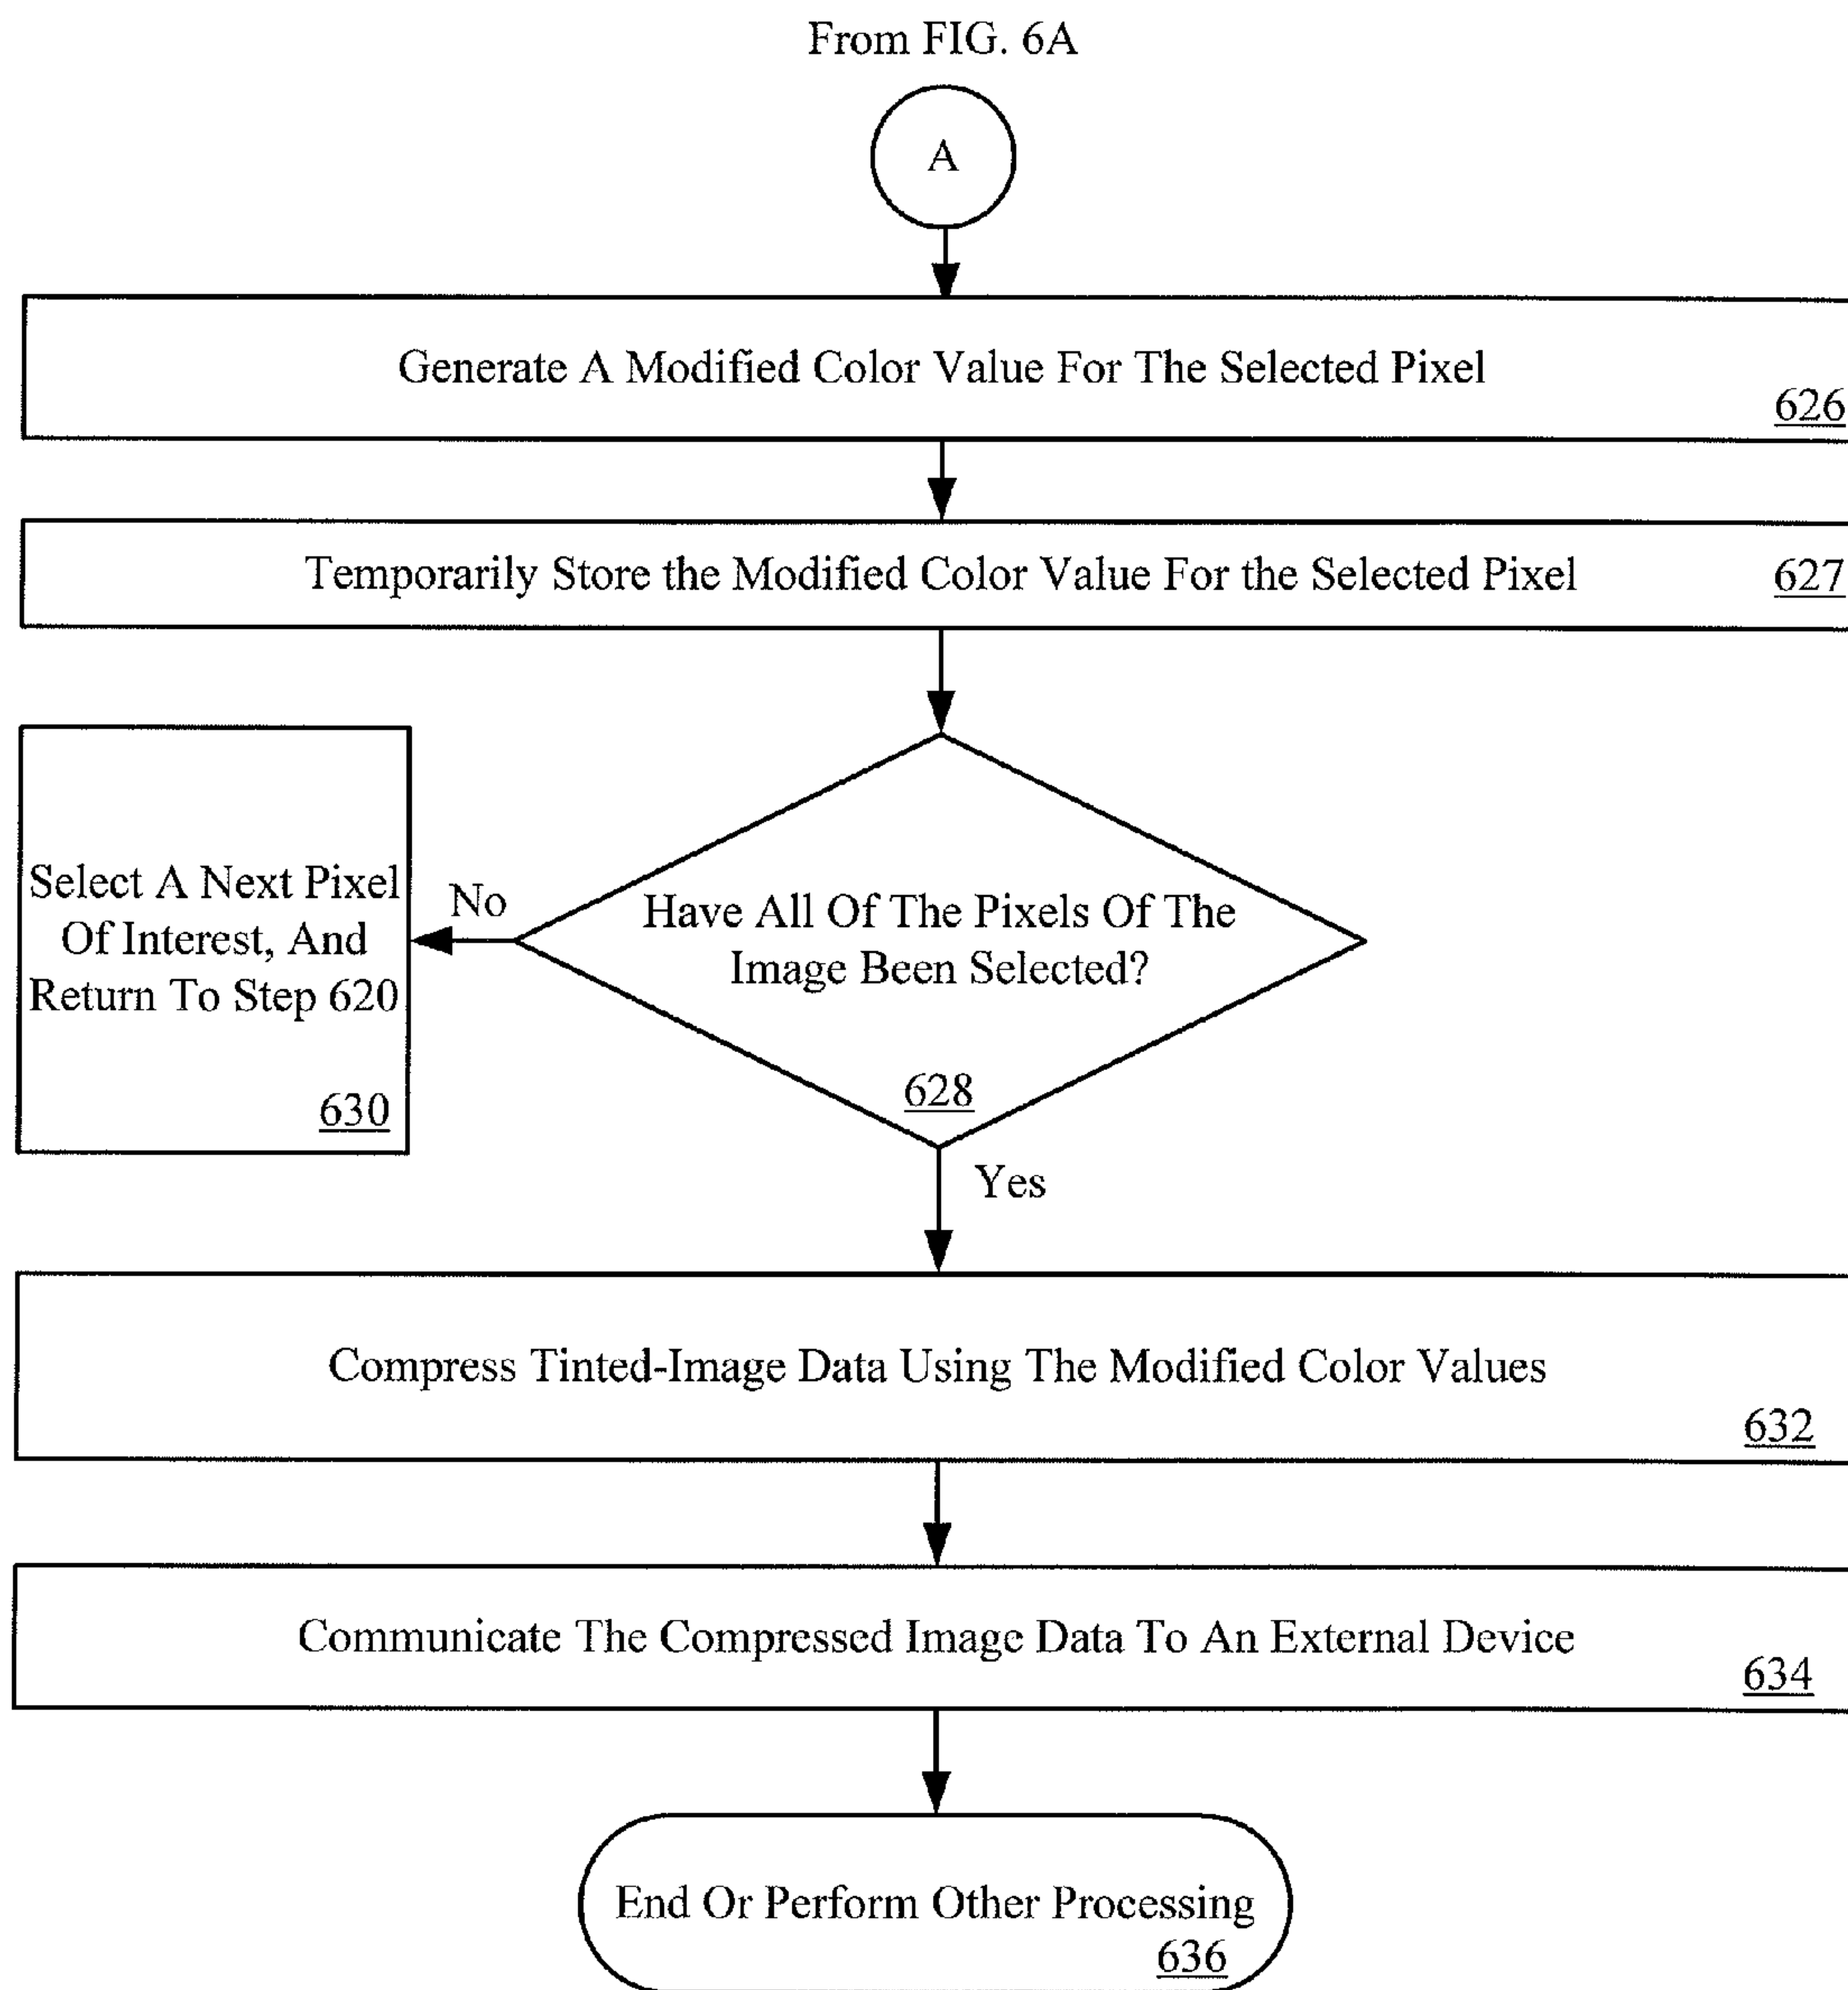 From FIG. 6A
A
Generate A Modified Color Value For The Selected Pixel
626
Temporarily Store the Modified Color Value For the Selected Pixel
627
Select A Next Pixel
Of Interest, And
Return To Step 620
630
No
Have All Of The Pixels Of The
Image Been Selected?
628
Yes
Compress Tinted-Image Data Using The Modified Color Values
632
Communicate The Compressed Image Data To An External Device
634
End Or Perform Other Processing
636